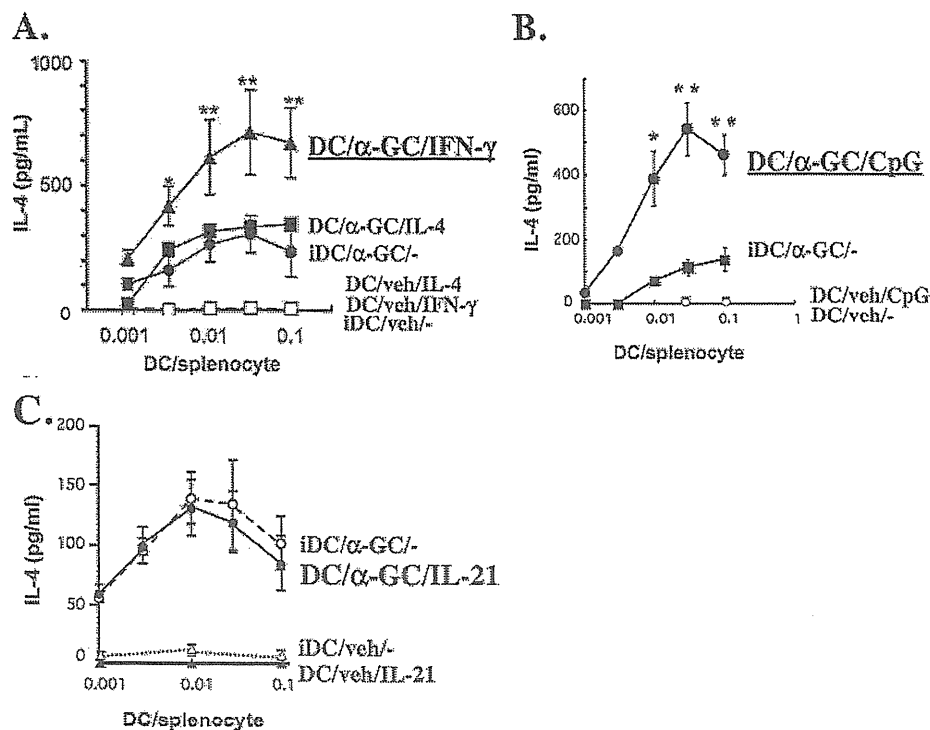 A.
1000
500
0
IL-4 (pg/mL)
*
**
**
**
DC/α-GC/IFN-γ
DC/α-GC/IL-4
iDC/α-GC/-
DC/veh/IL-4
DC/veh/IFN-γ
iDC/veh/-
0.001
0.01
0.1
DC/splenocyte
B.
600
400
200
0
IL-4 (pg/ml)
*
**
**
DC/α-GC/CpG
iDC/α-GC/-
DC/veh/CpG
DC/veh/-
0.001
0.01
0.1
1
DC/splenocyte
C.
200
150
100
50
0
IL-4 (pg/ml)
iDC/α-GC/-
DC/α-GC/IL-21
iDC/veh/-
DC/veh/IL-21
0.001
0.01
0.1
DC/splenocyte